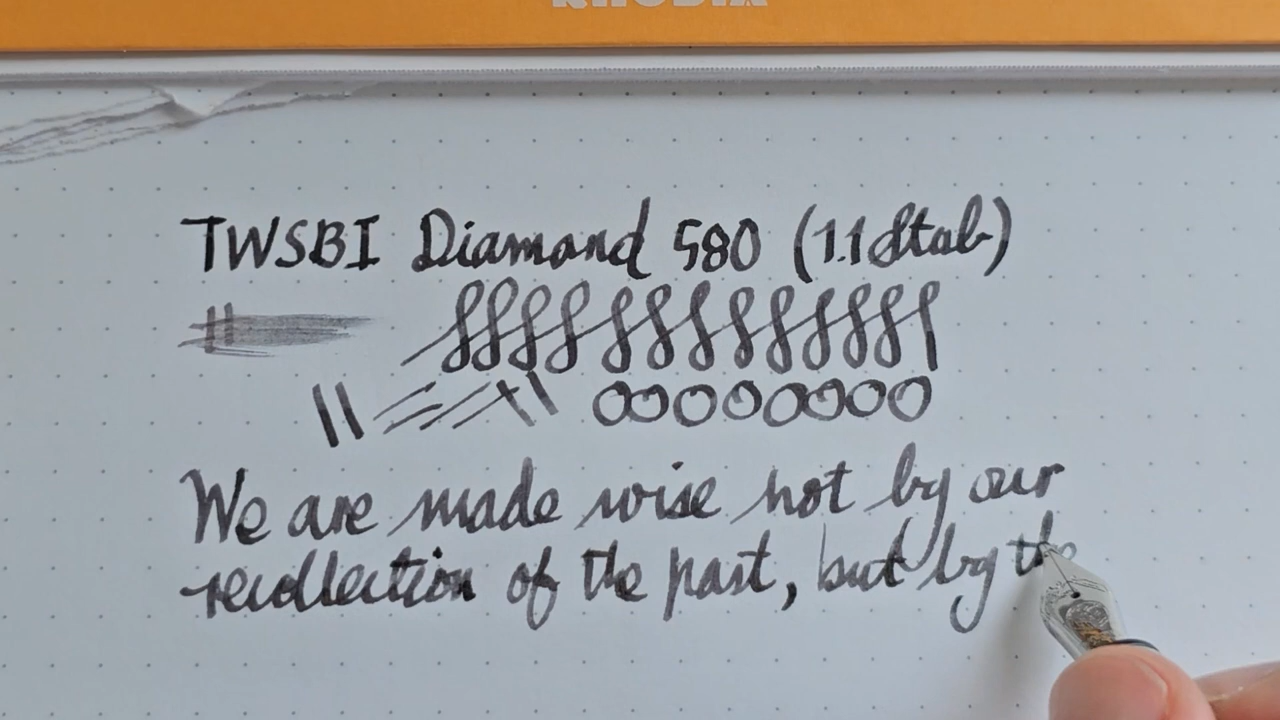 RHODIA
TWSBI Diamond 580 (1.1 Stub)
We are made wise not by our
recollection of the past, but by the